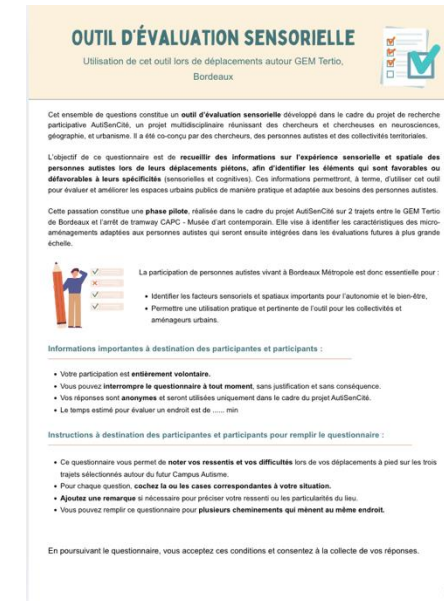 OUTIL D'ÉVALUATION SENSORIELLE
Utilisation de cet outil lors de déplacements autour GEM Tertio,
Bordeaux
Cet ensemble de questions constitue un outil d'évaluation sensorielle développé dans le cadre du projet de recherche
participative AutiSenCité, un projet multidisciplinaire réunissant des chercheurs et chercheuses en neurosciences,
géographie, et urbanisme. Il a été co-conçu par des chercheurs, des personnes autistes et des collectivités territoriales.
L'objectif de ce questionnaire est de recueillir des informations sur l'expérience sensorielle et spatiale des
personnes autistes lors de leurs déplacements piétons, afin d'identifier les éléments qui sont favorables ou
défavorables à leurs spécificités (sensorielles et cognitives). Ces informations permettront, à terme, d'utiliser cet outil
pour évaluer et améliorer les espaces urbains publics de manière pratique et adaptée aux besoins des personnes autistes.
Cette passation constitue une phase pilote, réalisée dans le cadre du projet AutiSenCité sur 2 trajets entre le GEM Tertio
de Bordeaux et l'arrêt de tramway CAPC - Musée d'art contemporain. Elle vise à identifier les caractéristiques des micro-
aménagements adaptées aux personnes autistes qui seront ensuite intégrées dans les évaluations futures à plus grande
échelle.
La participation de personnes autistes vivant à Bordeaux Métropole est donc essentielle pour :
• Identifier les facteurs sensoriels et spatiaux importants pour l'autonomie et le bien-être,
• Permettre une utilisation pratique et pertinente de l'outil pour les collectivités et
aménageurs urbains.
Informations importantes à destination des participantes et participants :
• Votre participation est entièrement volontaire.
• Vous pouvez interrompre le questionnaire à tout moment, sans justification et sans conséquence.
• Vos réponses sont anonymes et seront utilisées uniquement dans le cadre du projet AutiSenCité.
• Le temps estimé pour évaluer un endroit est de ...... min
Instructions à destination des participantes et participants pour remplir le questionnaire :
• Ce questionnaire vous permet de noter vos ressentis et vos difficultés lors de vos déplacements à pied sur les trois
trajets sélectionnés autour du futur Campus Autisme.
• Pour chaque question, cochez la ou les cases correspondantes à votre situation.
• Ajoutez une remarque si nécessaire pour préciser votre ressenti ou les particularités du lieu.
• Vous pouvez remplir ce questionnaire pour plusieurs cheminements qui mènent au même endroit.
En poursuivant le questionnaire, vous acceptez ces conditions et consentez à la collecte de vos réponses.